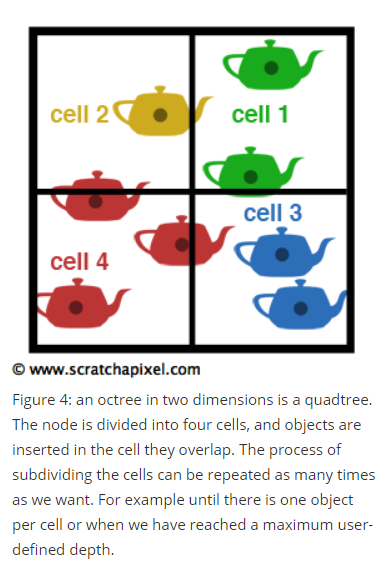 cell 2
cell 1
cell 3
cell 4
© www.scratchapixel.com
Figure 4: an octree in two dimensions is a quadtree.
The node is divided into four cells, and objects are
inserted in the cell they overlap. The process of
subdividing the cells can be repeated as many times
as we want. For example until there is one object
per cell or when we have reached a maximum user-
defined depth.